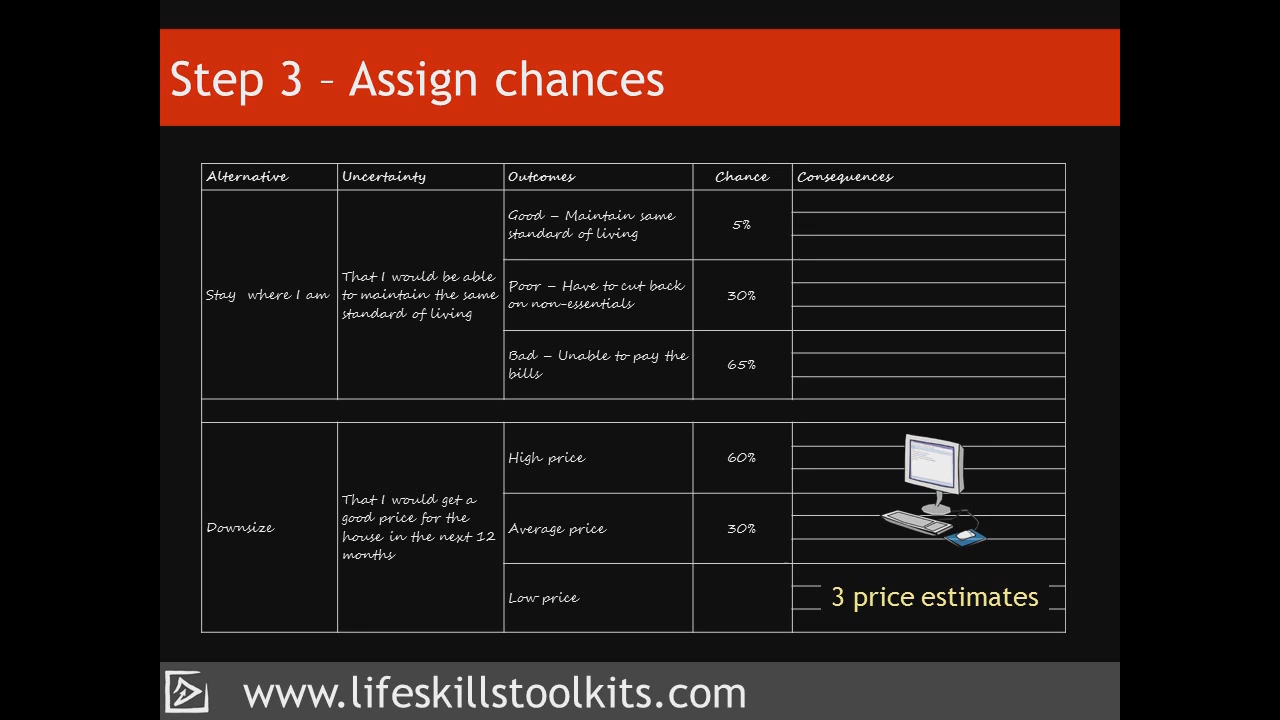 Step 3 – Assign chances
Alternative Uncertainty Outcomes Chance Consequences
Stay where I am
That I would be able
to maintain the same
standard of living
Good – Maintain same
standard of living
5%
Poor – Have to cut back
on non-essentials
30%
Bad – Unable to pay the
bills
65%
Downsize
That I would get a
good price for the
house in the next 12
months
High price
60%
Average price
30%
Low price
3 price estimates
www.lifeskillstoolkits.com